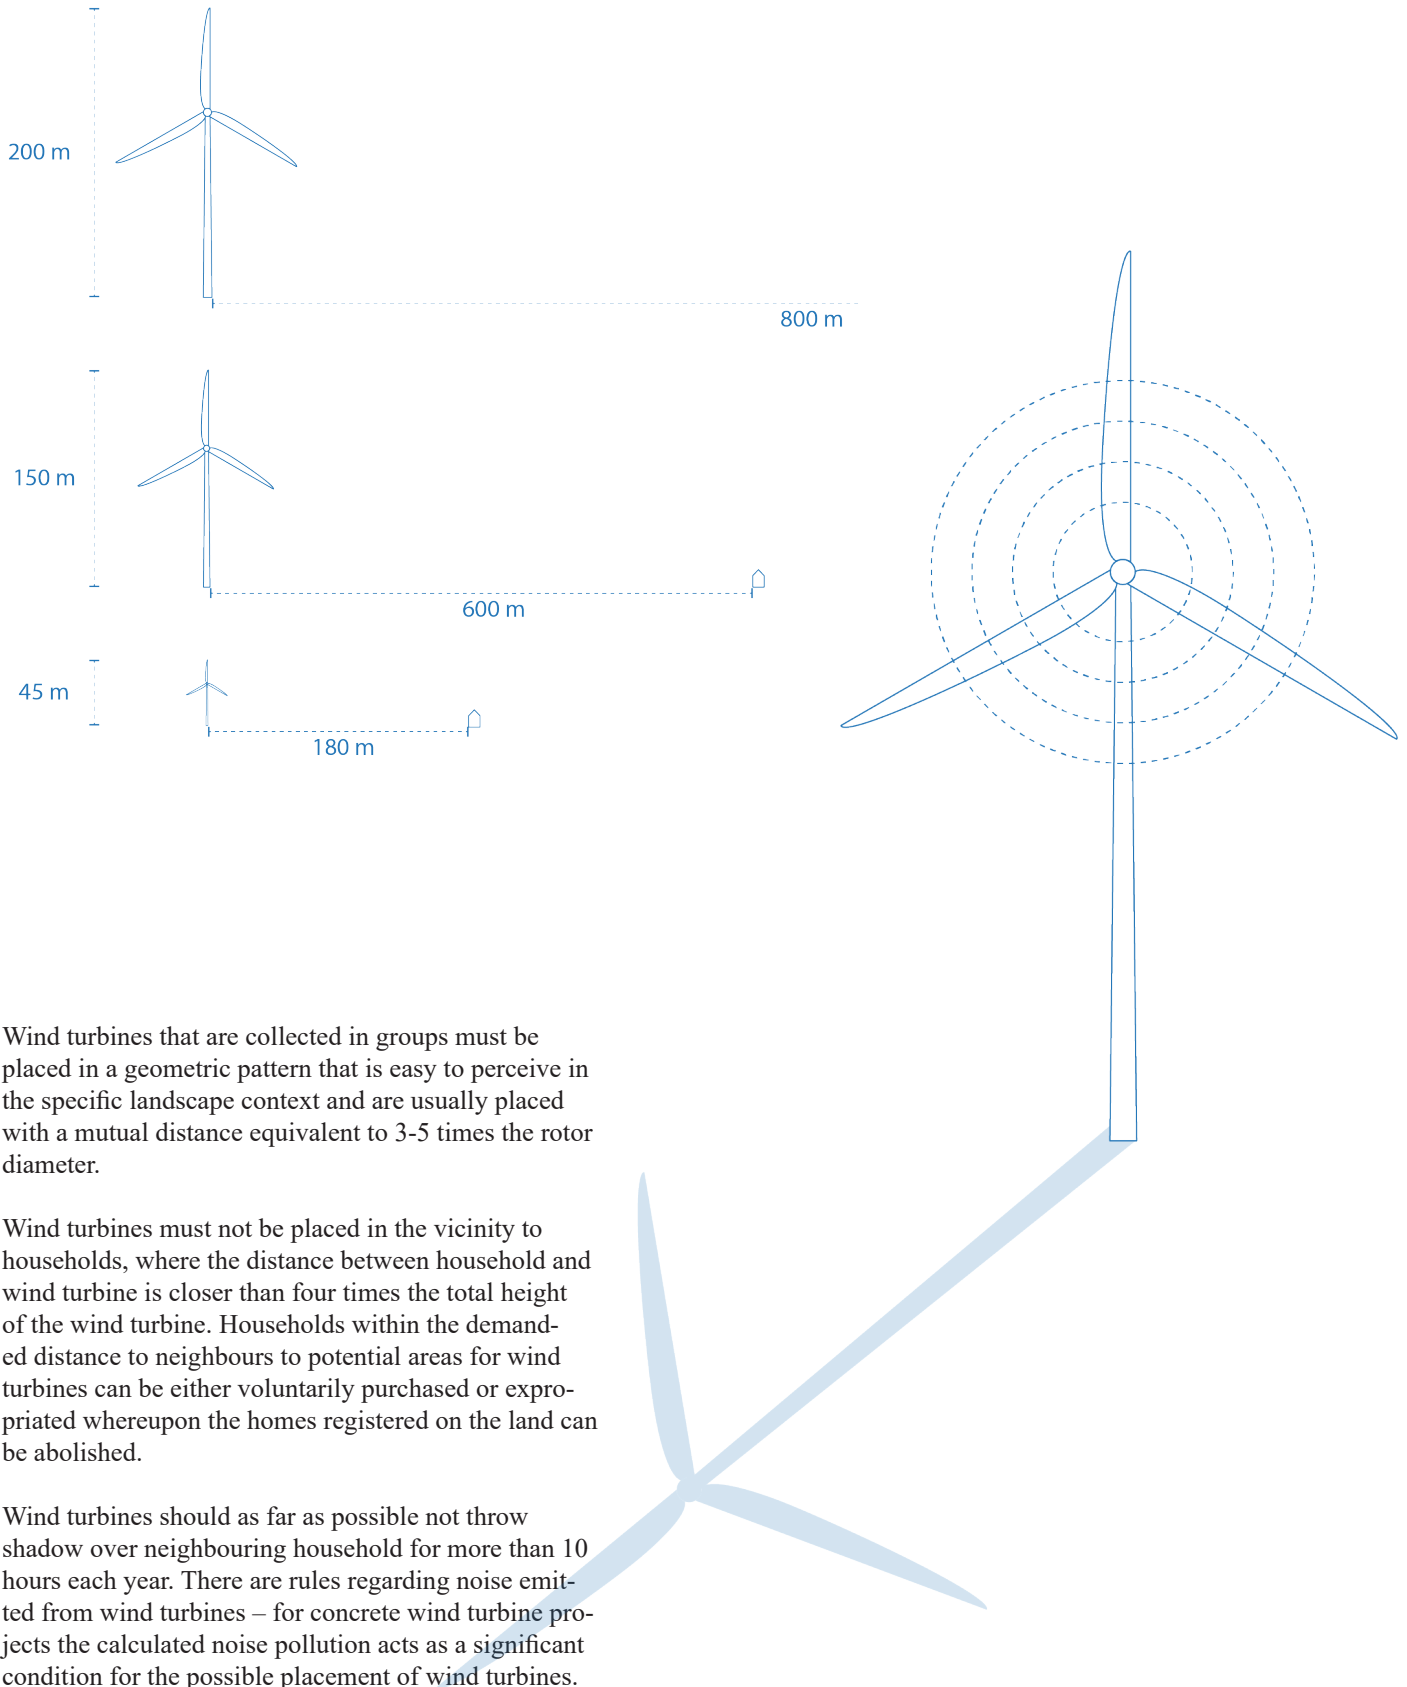 200 m
800 m
150 m
600 m
45 m
180 m
Wind turbines that are collected in groups must be
placed in a geometric pattern that is easy to perceive in
the specific landscape context and are usually placed
with a mutual distance equivalent to 3-5 times the rotor
diameter.
Wind turbines must not be placed in the vicinity to
households, where the distance between household and
wind turbine is closer than four times the total height
of the wind turbine. Households within the demand-
ed distance to neighbours to potential areas for wind
turbines can be either voluntarily purchased or expro-
priated whereupon the homes registered on the land can
be abolished.
Wind turbines should as far as possible not throw
shadow over neighbouring household for more than 10
hours each year. There are rules regarding noise emit-
ted from wind turbines – for concrete wind turbine pro-
jects the calculated noise pollution acts as a significant
condition for the possible placement of wind turbines.